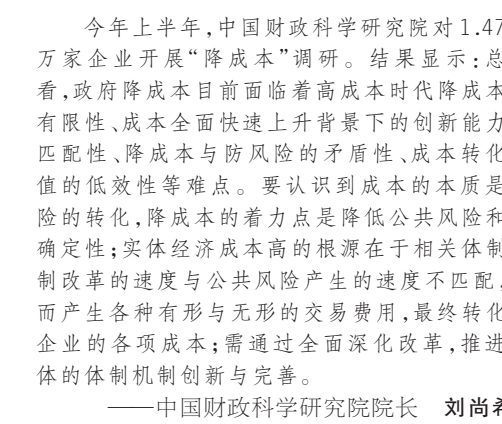 今年上半年,中国财政科学研究院对1.47
万家企业开展“降成本”调研。结果显示:总
看,政府降成本目前面临着高成本时代降成本
有限性、成本全面快速上升背景下的创新能力
匹配性、降成本与防风险的矛盾性、成本转化
值的低效性等难点。要认识到成本的本质是
险的转化,降成本的着力点是降低公共风险和
确定性;实体经济成本高的根源在于相关体制
制改革的速度与公共风险产生的速度不匹配,
而产生各种有形与无形的交易费用,最终转化
企业的各项成本;需通过全面深化改革,推进
体的体制机制创新与完善。
——中国财政科学研究院院长 刘尚希